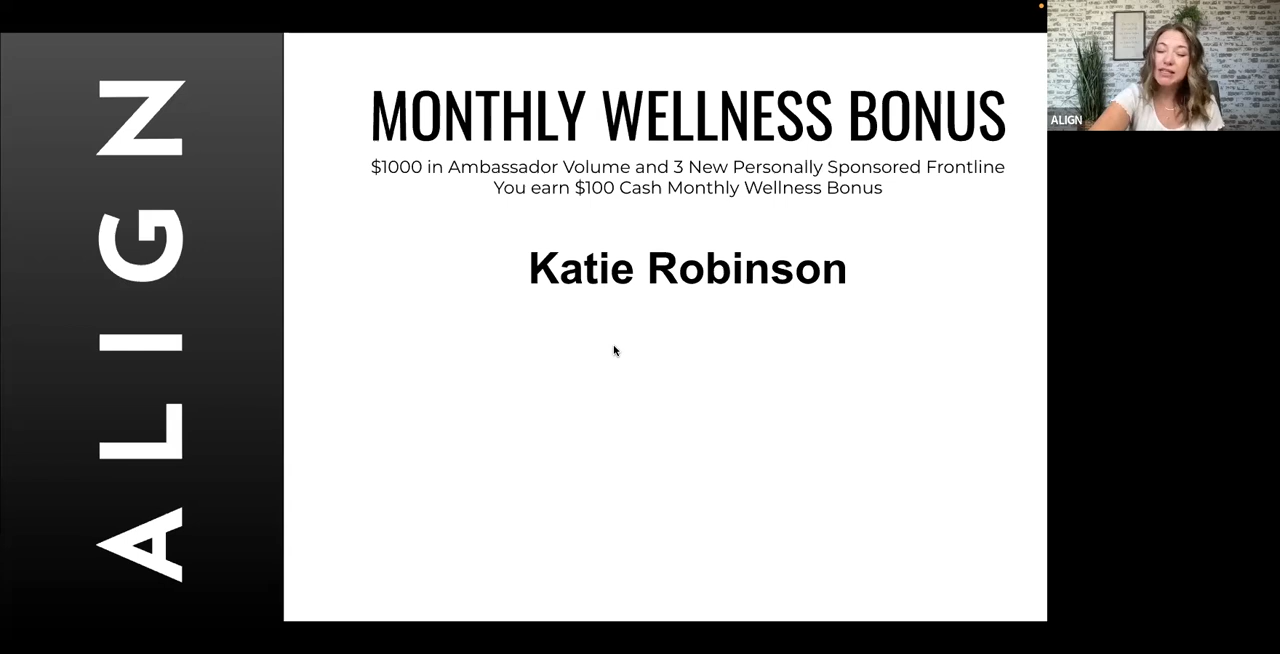 ALIGN
MONTHLY WELLNESS BONUS
$1000 in Ambassador Volume and 3 New Personally Sponsored Frontline
You earn $100 Cash Monthly Wellness Bonus
Katie Robinson
ALIGN